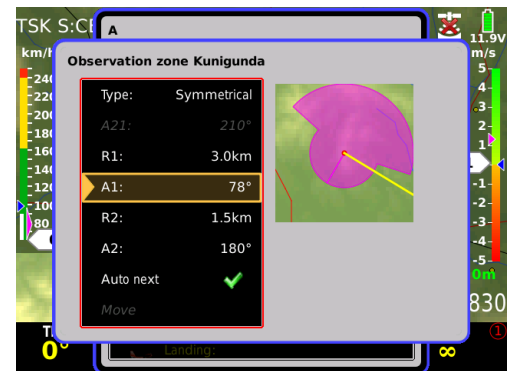 TSK S:CE
A
11.9V
km/h
m/s
Observation zone Kunigunda
Type: Symmetrical
A21: 210°
R1: 3.0km
A1: 78°
R2: 1.5km
A2: 180°
Auto next
Move
240
220
200
180
160
140
120
100
80
5
4
3
2
1
-1
-2
-3
-4
-5
0m
830
1
0°
Landing:
∞